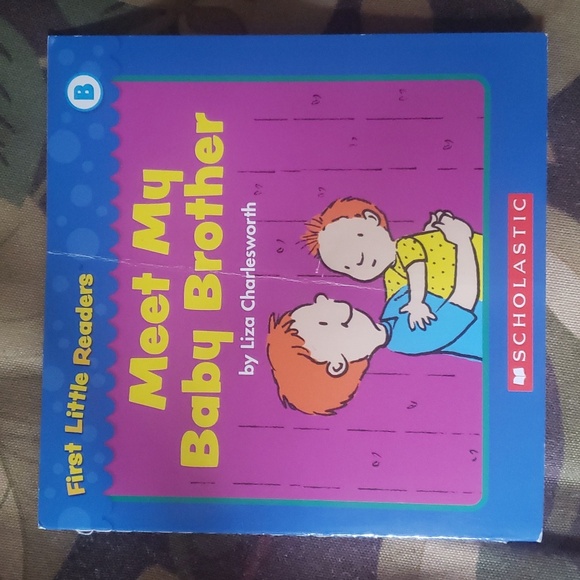 First Little Readers
B
Meet My
Baby Brother
by Liza Charlesworth
SCHOLASTIC